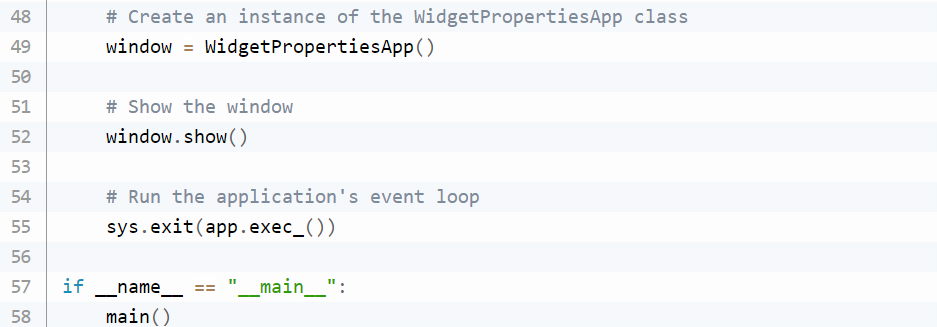 48 # Create an instance of the WidgetPropertiesApp class
49 window = WidgetPropertiesApp()
50
51 # Show the window
52 window.show()
53
54 # Run the application's event loop
55 sys.exit(app.exec_())
56
57 if __name__ == "__main__":
58 main()